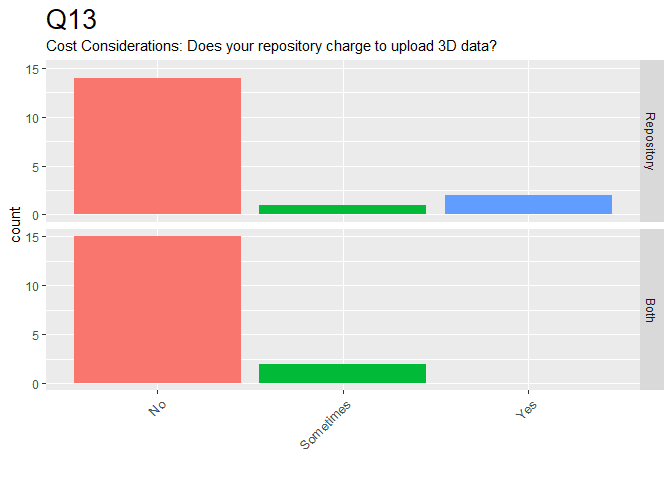 Q13
Cost Considerations: Does your repository charge to upload 3D data?
15
10
5
0
Repository
count
15
10
5
0
Both
No
Sometimes
Yes